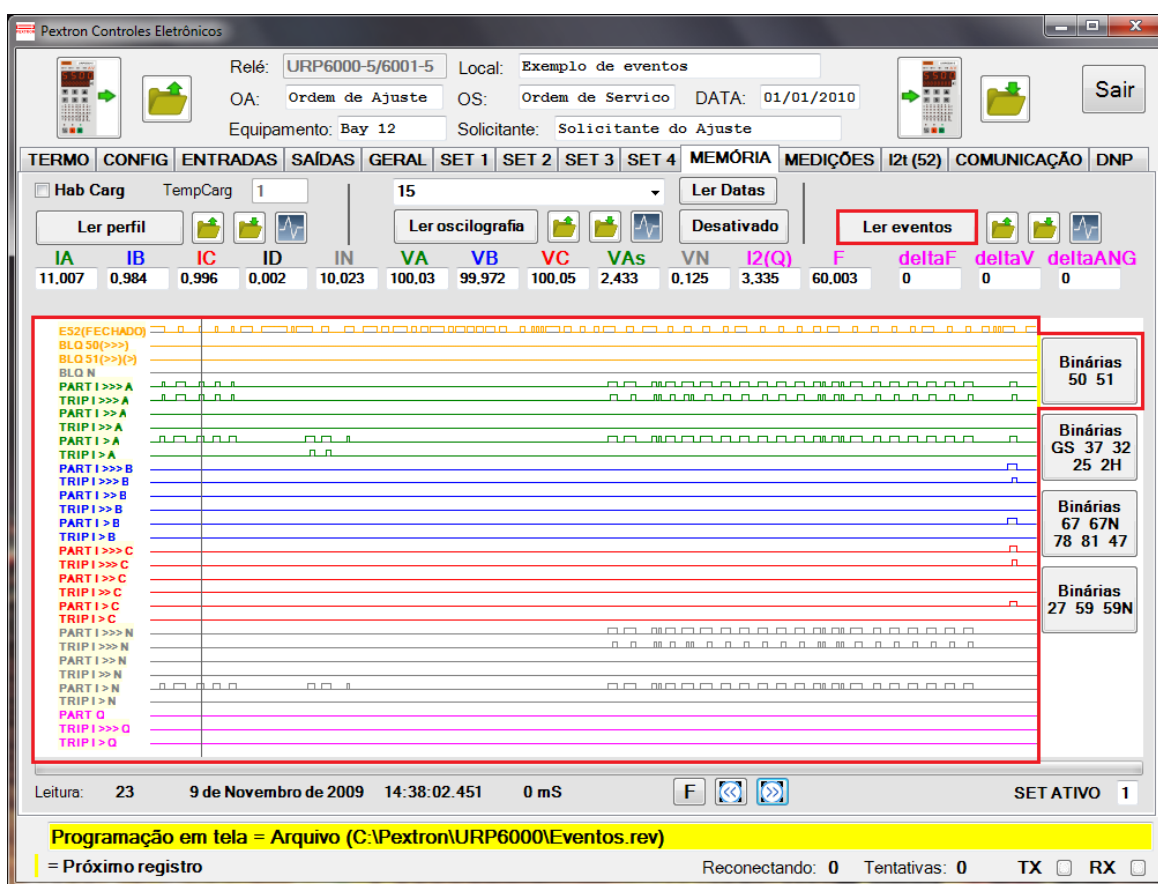 Pextron Controles Eletrônicos
Relé: URP6000-5/6001-5 Local: Exemplo de eventos
OA: Ordem de Ajuste OS: Ordem de Servico DATA: 01/01/2010
Equipamento: Bay 12 Solicitante: Solicitante do Ajuste
Sair
TERMO CONFIG ENTRADAS SAÍDAS GERAL SET 1 SET 2 SET 3 SET 4 MEMÓRIA MEDIÇÕES I2t (52) COMUNICAÇÃO DNP
Hab Carg TempCarg 1 15 Ler Datas
Ler perfil Ler oscilografia Desativado Ler eventos
IA IB IC ID IN VA VB VC VAs VN I2(Q) F deltaF deltaV deltaANG
11,007 0,984 0,996 0,002 10,023 100,03 99,972 100,05 2,433 0,125 3,335 60,003 0 0 0
E52(FECHADO)
BLQ 50(>>>)
BLQ 51(>>)(>)
BLQ N
PART I >>> A
TRIP I >>> A
PART I >> A
TRIP I >> A
PART I > A
TRIP I > A
PART I >>> B
TRIP I >>> B
PART I >> B
TRIP I >> B
PART I > B
TRIP I > B
PART I >>> C
TRIP I >>> C
PART I >> C
TRIP I >> C
PART I > C
TRIP I > C
PART I >>> N
TRIP I >>> N
PART I >> N
TRIP I >> N
PART I > N
TRIP I > N
PART Q
TRIP I >>> Q
TRIP I > Q
Binárias
50 51
Binárias
GS 37 32
25 2H
Binárias
67 67N
78 81 47
Binárias
27 59 59N
Leitura: 23 9 de Novembro de 2009 14:38:02.451 0 mS F SET ATIVO 1
Programação em tela = Arquivo (C:\Pextron\URP6000\Eventos.rev)
= Próximo registro Reconectando: 0 Tentativas: 0 TX RX